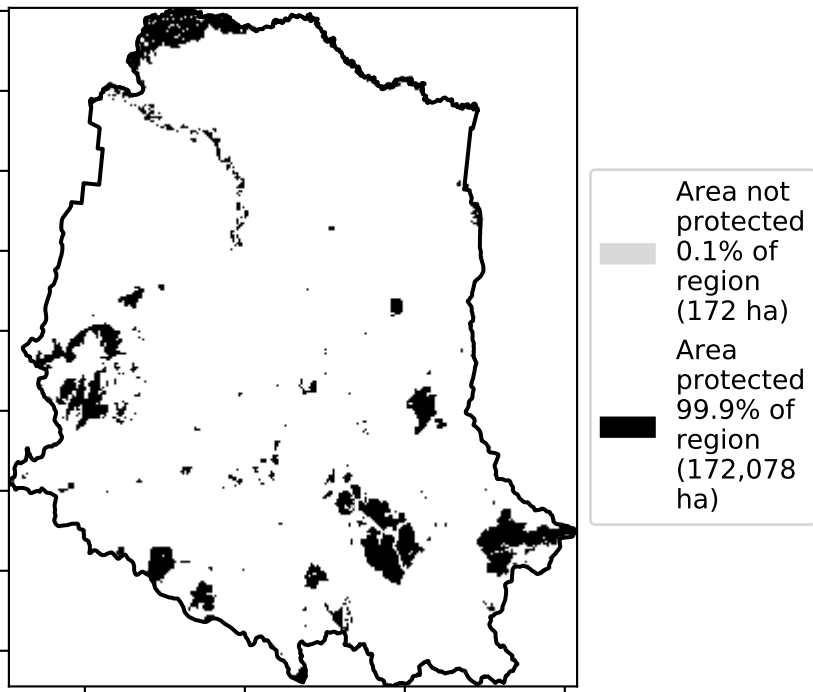 Area not
protected
0.1% of
region
(172 ha)
Area
protected
99.9% of
region
(172,078
ha)